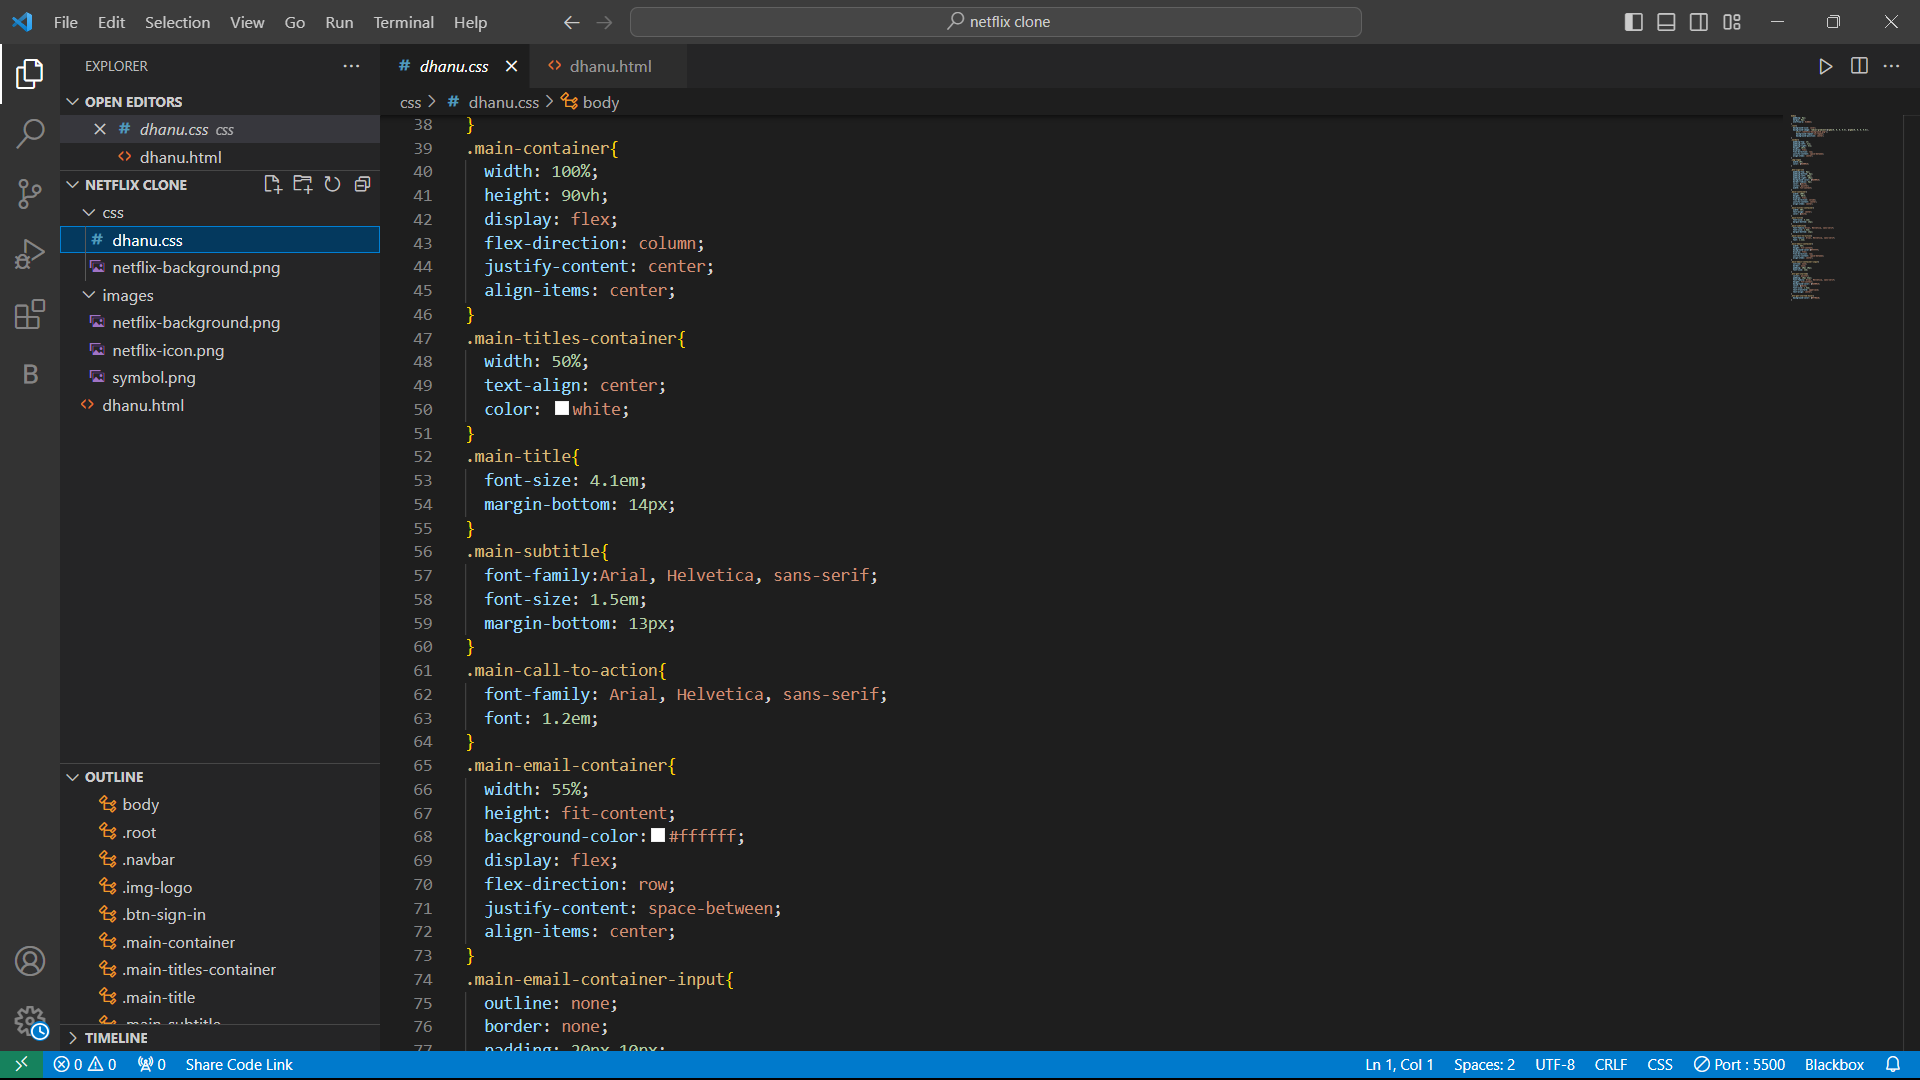 File Edit Selection View Go Run Terminal Help
netflix clone
EXPLORER
OPEN EDITORS
# dhanu.css css
<> dhanu.html
NETFLIX CLONE
css
# dhanu.css
netflix-background.png
images
netflix-background.png
netflix-icon.png
symbol.png
<> dhanu.html
OUTLINE
body
.root
.navbar
.img-logo
.btn-sign-in
.main-container
.main-titles-container
.main-title
.main-subtitle
TIMELINE
# dhanu.css
<> dhanu.html
css > # dhanu.css > body
38 }
39 .main-container{
40 width: 100%;
41 height: 90vh;
42 display: flex;
43 flex-direction: column;
44 justify-content: center;
45 align-items: center;
46 }
47 .main-titles-container{
48 width: 50%;
49 text-align: center;
50 color: white;
51 }
52 .main-title{
53 font-size: 4.1em;
54 margin-bottom: 14px;
55 }
56 .main-subtitle{
57 font-family:Arial, Helvetica, sans-serif;
58 font-size: 1.5em;
59 margin-bottom: 13px;
60 }
61 .main-call-to-action{
62 font-family: Arial, Helvetica, sans-serif;
63 font: 1.2em;
64 }
65 .main-email-container{
66 width: 55%;
67 height: fit-content;
68 background-color:#ffffff;
69 display: flex;
70 flex-direction: row;
71 justify-content: space-between;
72 align-items: center;
73 }
74 .main-email-container-input{
75 outline: none;
76 border: none;
77 padding: 20px 10px;
B
0 0 0 Share Code Link
Ln 1, Col 1 Spaces: 2 UTF-8 CRLF CSS Port : 5500 Blackbox